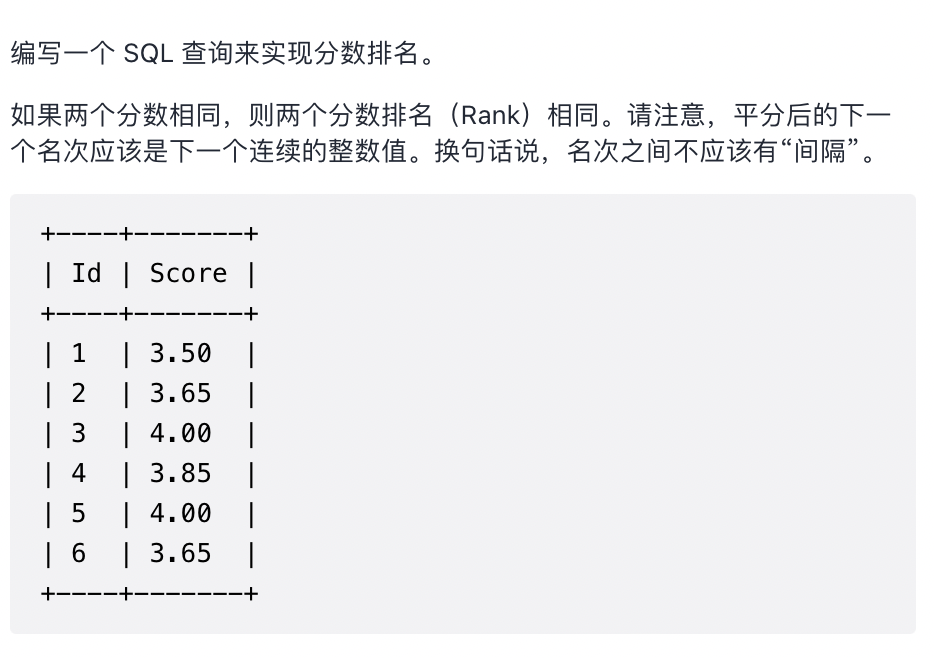 编写一个 SQL 查询来实现分数排名。
如果两个分数相同，则两个分数排名（Rank）相同。请注意，平分后的下一
个名次应该是下一个连续的整数值。换句话说，名次之间不应该有“间隔”。
+----+-------+
| Id | Score |
+----+-------+
| 1  | 3.50  |
| 2  | 3.65  |
| 3  | 4.00  |
| 4  | 3.85  |
| 5  | 4.00  |
| 6  | 3.65  |
+----+-------+